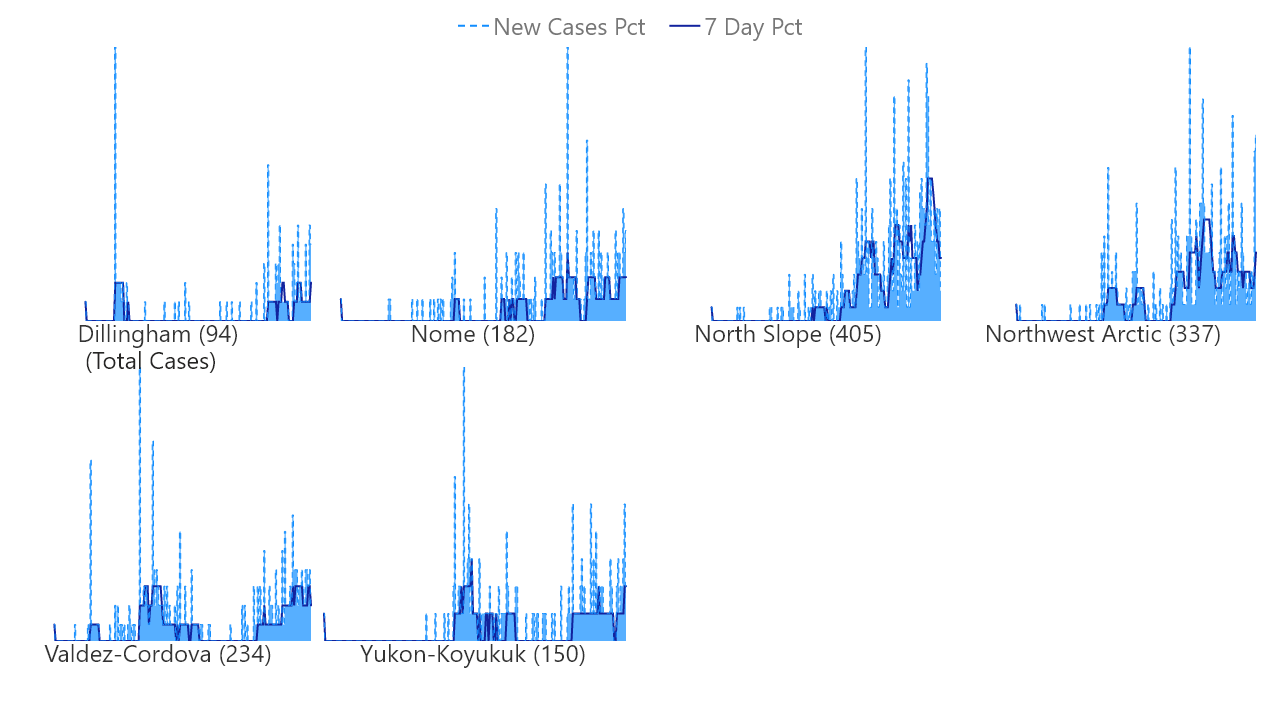 New Cases Pct 7 Day Pct
Dillingham (94) Nome (182) North Slope (405) Northwest Arctic (337)
(Total Cases)
Valdez-Cordova (234) Yukon-Koyukuk (150)